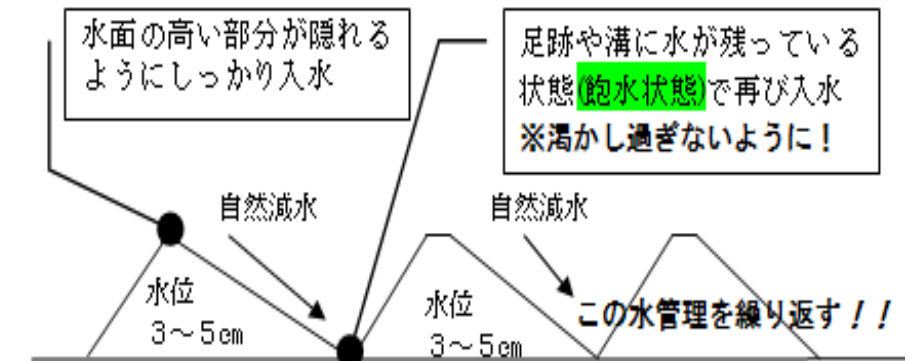 水面の高い部分が隠れる
ようにしっかり入水
足跡や溝に水が残っている
状態(飽水状態)で再び入水
※渇かし過ぎないように！
自然減水
自然減水
水位
3～5cm
水位
3～5cm
この水管理を繰り返す！！